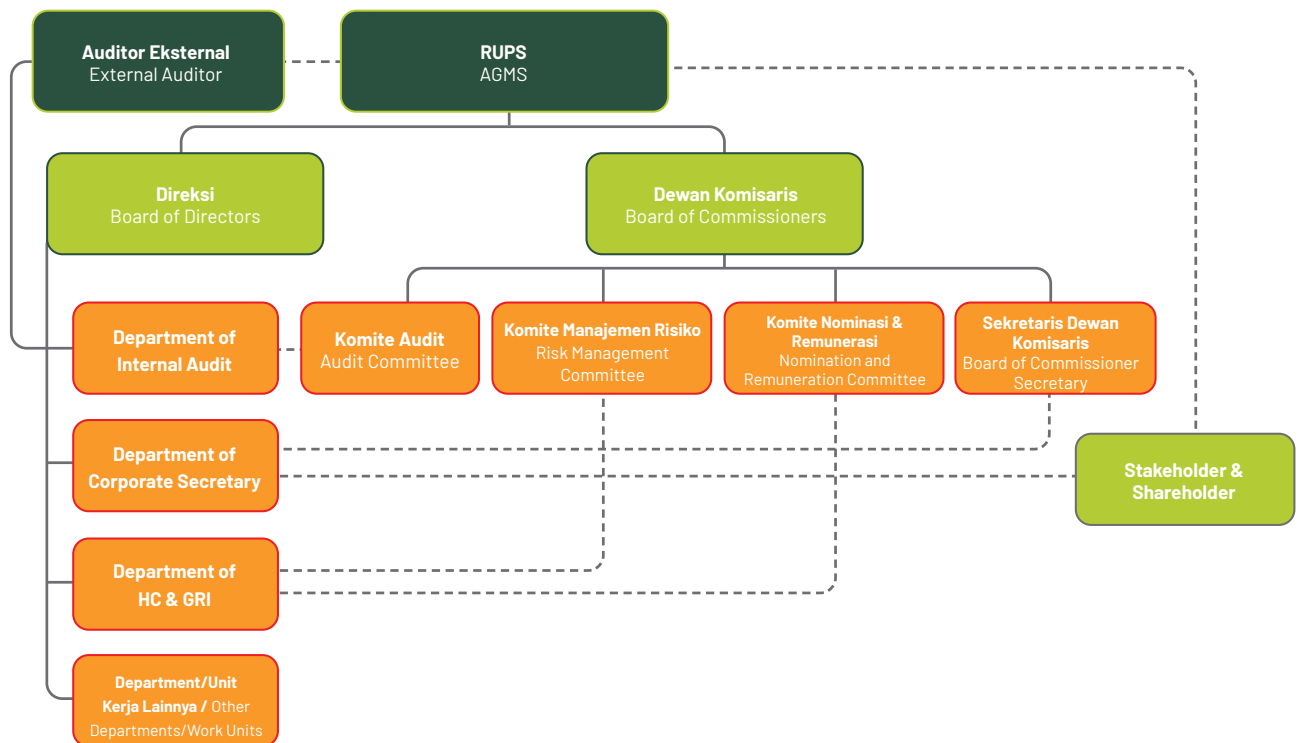 Auditor Eksternal
External Auditor
RUPS
AGMS
Direksi
Board of Directors
Dewan Komisaris
Board of Commissioners
Department of
Internal Audit
Komite Audit
Audit Committee
Komite Manajemen Risiko
Risk Management
Committee
Komite Nominasi &
Remunerasi
Nomination and
Remuneration Committee
Sekretaris Dewan
Komisaris
Board of Commissioner
Secretary
Department of
Corporate Secretary
Stakeholder &
Shareholder
Department of
HC & GRI
Department/Unit
Kerja Lainnya / Other
Departments/Work Units